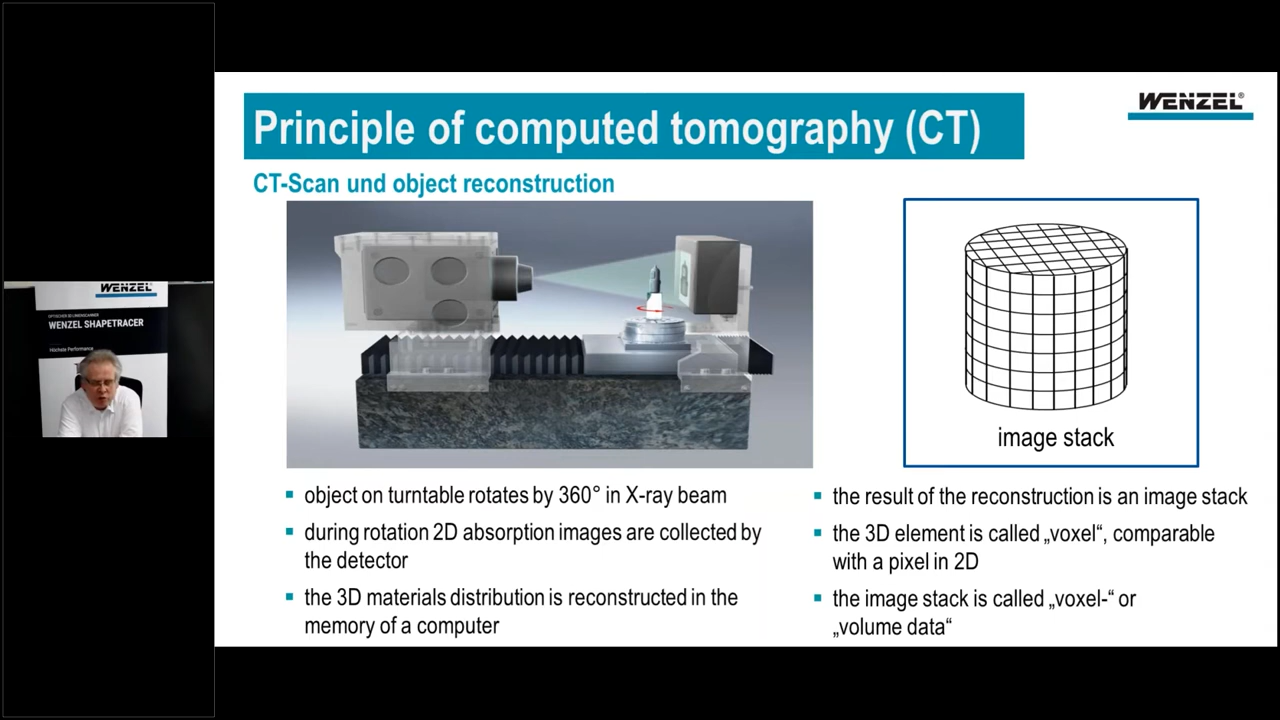 Principle of computed tomography (CT)
WENZEL®
CT-Scan und object reconstruction
image stack
object on turntable rotates by 360° in X-ray beam
during rotation 2D absorption images are collected by
the detector
the 3D materials distribution is reconstructed in the
memory of a computer
the result of the reconstruction is an image stack
the 3D element is called „voxel“, comparable
with a pixel in 2D
the image stack is called „voxel-“ or
„volume data“
WENZEL
WENZEL SHAPETRACER
Höchste Performance